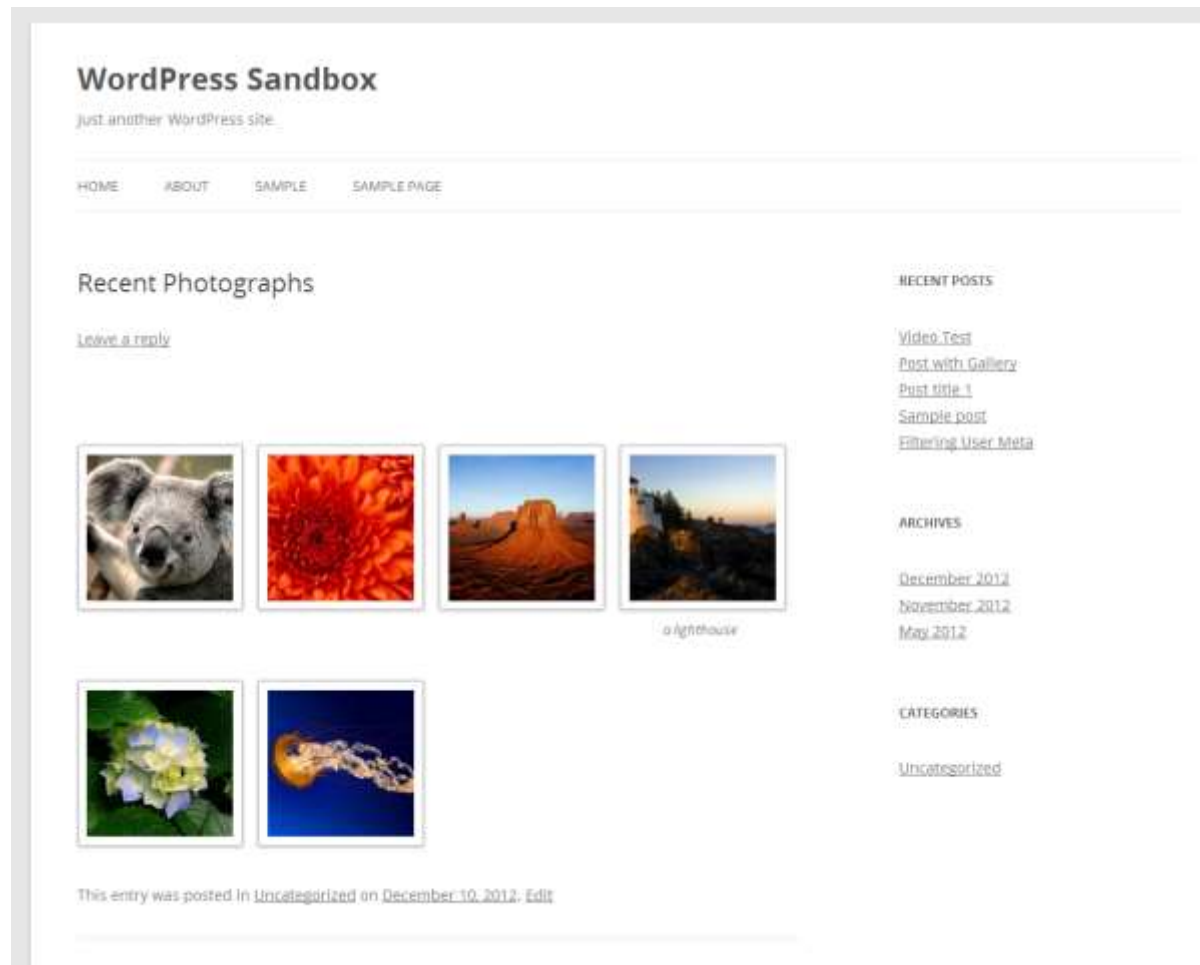 WordPress Sandbox
Just another WordPress site
HOME ABOUT SAMPLE SAMPLE PAGE
Recent Photographs
Leave a reply
a lighthouse
This entry was posted in Uncategorized on December 10, 2012. Edit
RECENT POSTS
Video Test
Post with Gallery
Post title 1
Sample post
Filtering User Meta
ARCHIVES
December 2012
November 2012
May 2012
CATEGORIES
Uncategorized